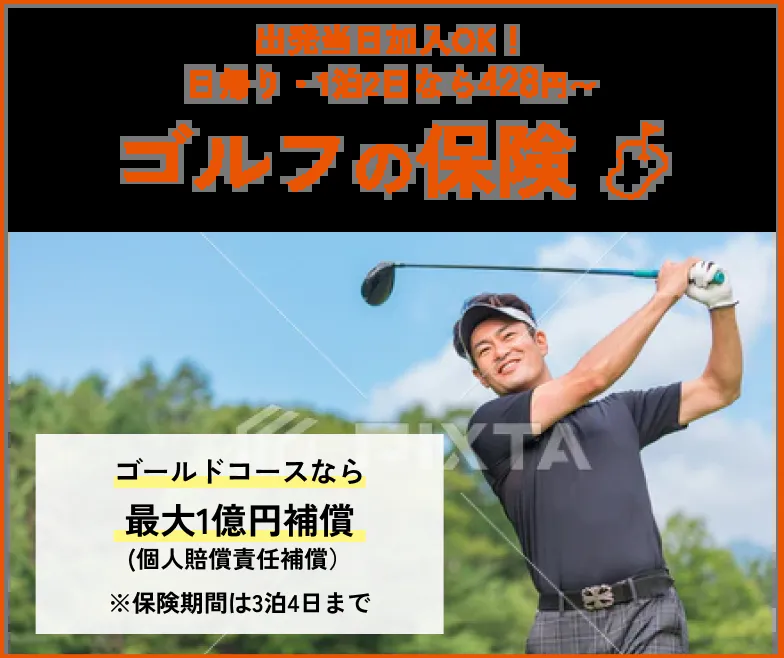 出発当日加入OK！
日帰り・1泊2日なら428円～
ゴルフの保険
PIXTA
ゴールドコースなら
最大1億円補償
(個人賠償責任補償）
※保険期間は3泊4日まで